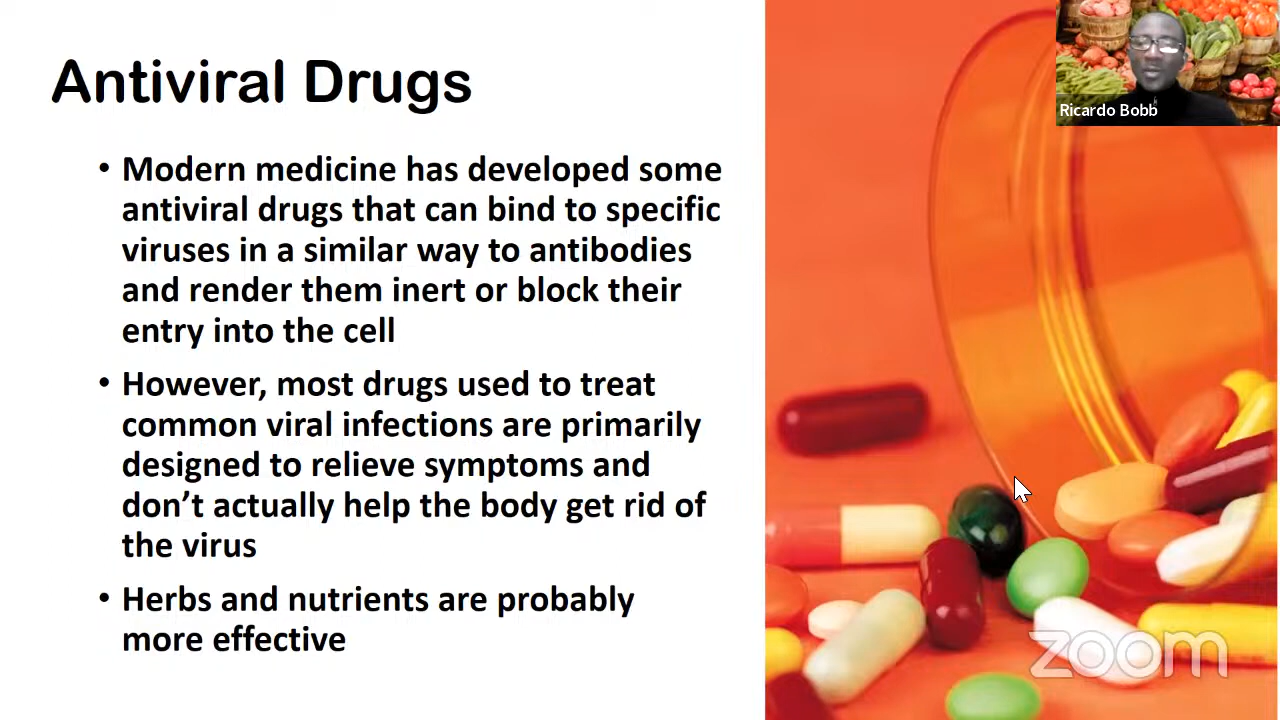 Antiviral Drugs
• Modern medicine has developed some
antiviral drugs that can bind to specific
viruses in a similar way to antibodies
and render them inert or block their
entry into the cell
• However, most drugs used to treat
common viral infections are primarily
designed to relieve symptoms and
don’t actually help the body get rid of
the virus
• Herbs and nutrients are probably
more effective
Ricardo Bobb
zoom